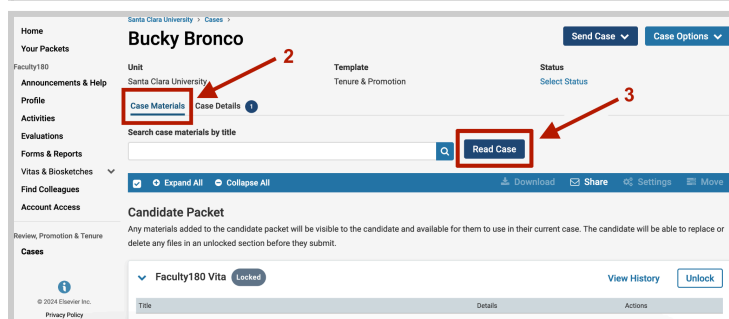 Home
Your Packets
Faculty180
Announcements & Help
Profile
Activities
Evaluations
Forms & Reports
Vitas & Biosketches
Find Colleagues
Account Access
Review, Promotion & Tenure
Cases
© 2024 Elsevier Inc.
Privacy Policy
Santa Clara University > Cases >
Bucky Bronco
Send Case
Case Options
Unit
Santa Clara University
Template
Tenure & Promotion
Status
Select Status
2
Case Materials
Case Details 1
3
Search case materials by title
Read Case
Expand All
Collapse All
Download
Share
Settings
Move
Candidate Packet
Any materials added to the candidate packet will be visible to the candidate and available for them to use in their current case. The candidate will be able to replace or
delete any files in an unlocked section before they submit.
Faculty180 Vita Locked
View History
Unlock
Title
Details
Actions